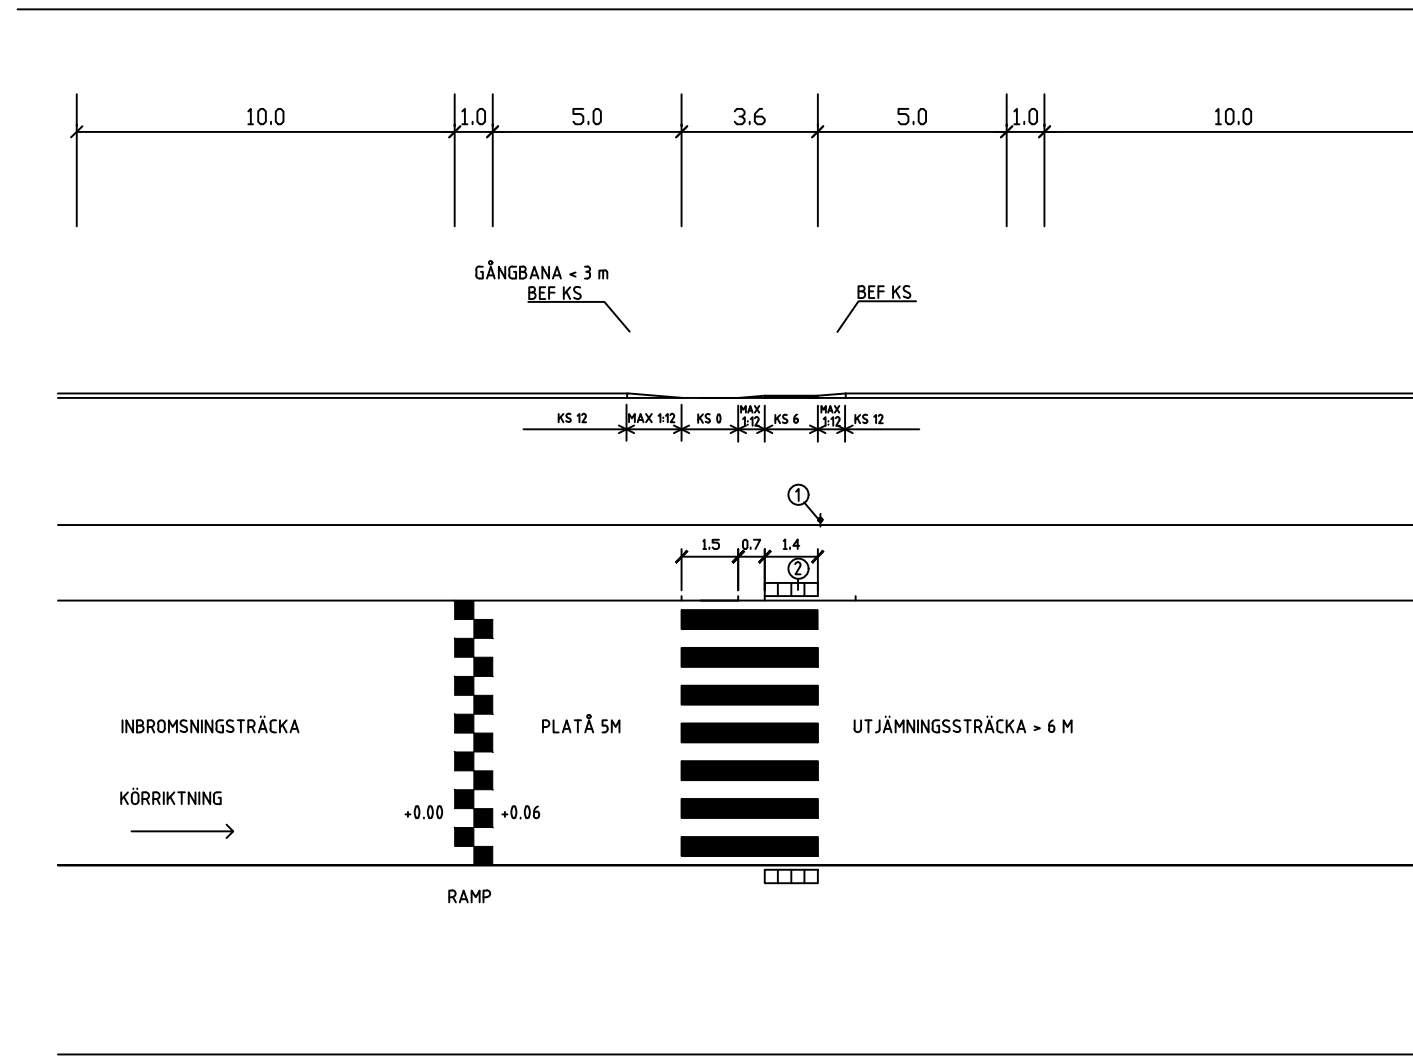 10.0 1.0 5.0 3.6 5.0 1.0 10.0
GÅNGBANA < 3 m
BEF KS
BEF KS
KS 12 MAX 1:12 KS 0 MAX 1:12 KS 6 MAX 1:12 KS 12
1
1.5 0.7 1.4
2
INBROMSNINGSTRÄCKA PLATÅ 5M UTJÄMNINGSSTRÄCKA > 6 M
KÖRRIKTNING
+0.00 +0.06
RAMP